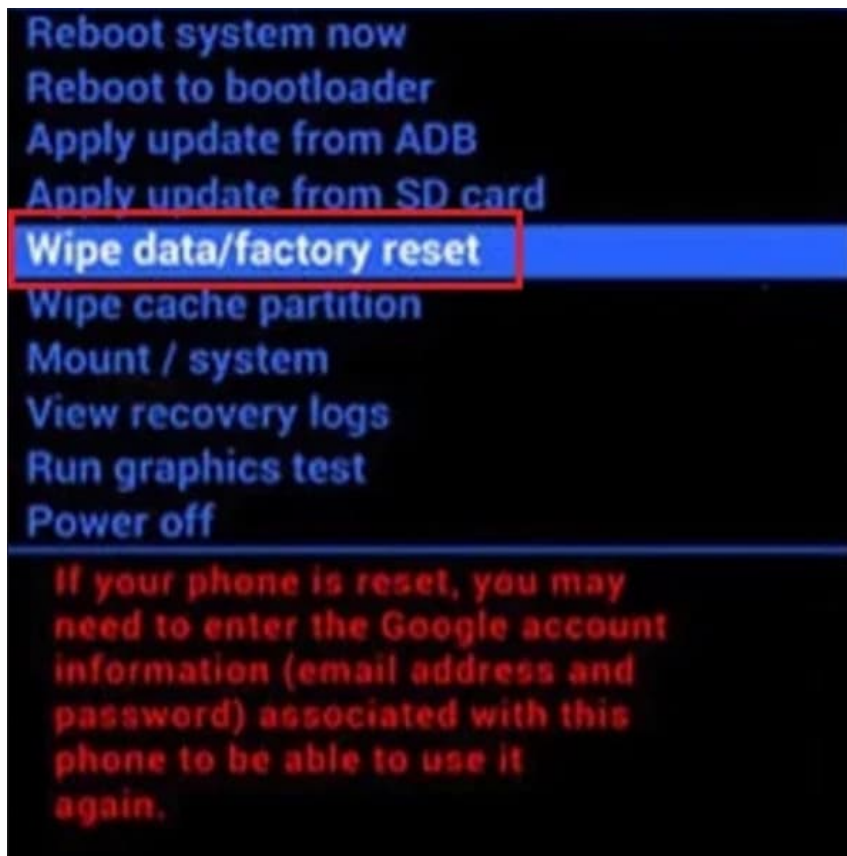 Reboot system now
Reboot to bootloader
Apply update from ADB
Apply update from SD card
Wipe data/factory reset
Wipe cache partition
Mount / system
View recovery logs
Run graphics test
Power off
If your phone is reset, you may
need to enter the Google account
information (email address and
password) associated with this
phone to be able to use it
again.